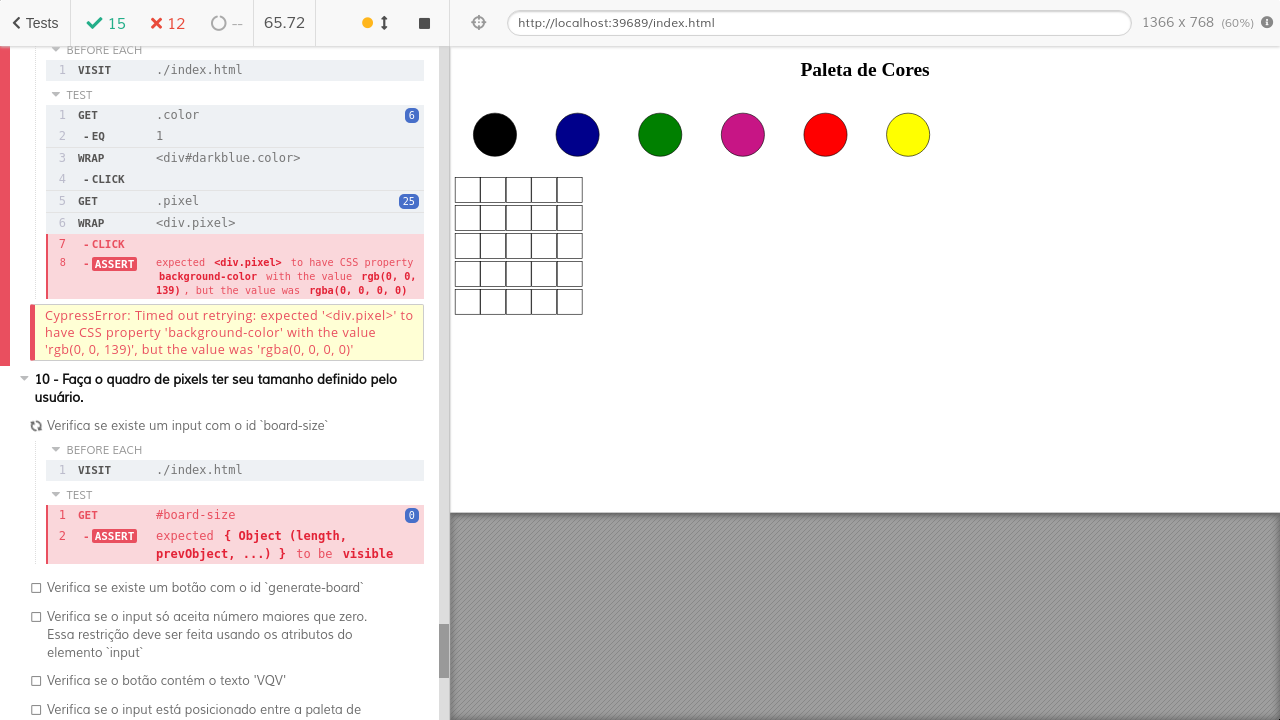 Tests 15 12 -- 65.72 http://localhost:39689/index.html 1366 x 768 (60%)
BEFORE EACH
1 VISIT ./index.html
TEST
1 GET .color 6
2 - EQ 1
3 WRAP <div#darkblue.color>
4 - CLICK
5 GET .pixel 25
6 WRAP <div.pixel>
7 - CLICK
8 - ASSERT expected <div.pixel> to have CSS property
background-color with the value rgb(0, 0,
139), but the value was rgba(0, 0, 0, 0)
CypressError: Timed out retrying: expected '<div.pixel>' to
have CSS property 'background-color' with the value
'rgb(0, 0, 139)', but the value was 'rgba(0, 0, 0, 0)'
10 - Faça o quadro de pixels ter seu tamanho definido pelo
usuário.
Verifica se existe um input com o id `board-size`
BEFORE EACH
1 VISIT ./index.html
TEST
1 GET #board-size 0
2 - ASSERT expected { Object (length,
prevObject, ...) } to be visible
Verifica se existe um botão com o id `generate-board`
Verifica se o input só aceita número maiores que zero.
Essa restrição deve ser feita usando os atributos do
elemento `input`
Verifica se o botão contém o texto 'VQV'
Verifica se o input está posicionado entre a paleta de
Paleta de Cores